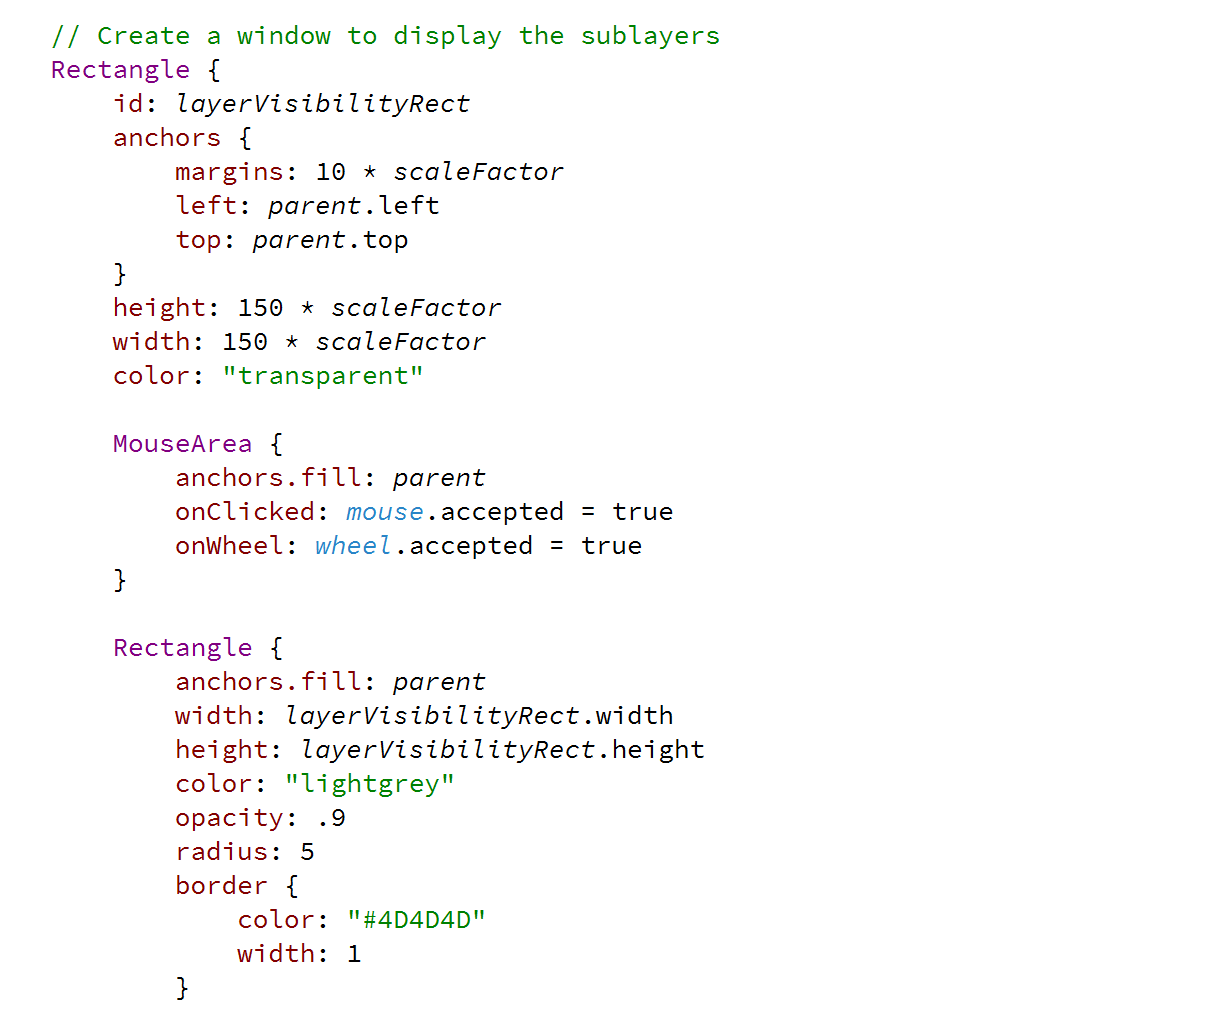 // Create a window to display the sublayers
Rectangle {
    id: layerVisibilityRect
    anchors {
        margins: 10 * scaleFactor
        left: parent.left
        top: parent.top
    }
    height: 150 * scaleFactor
    width: 150 * scaleFactor
    color: "transparent"

    MouseArea {
        anchors.fill: parent
        onClicked: mouse.accepted = true
        onWheel: wheel.accepted = true
    }

    Rectangle {
        anchors.fill: parent
        width: layerVisibilityRect.width
        height: layerVisibilityRect.height
        color: "lightgrey"
        opacity: .9
        radius: 5
        border {
            color: "#4D4D4D"
            width: 1
        }